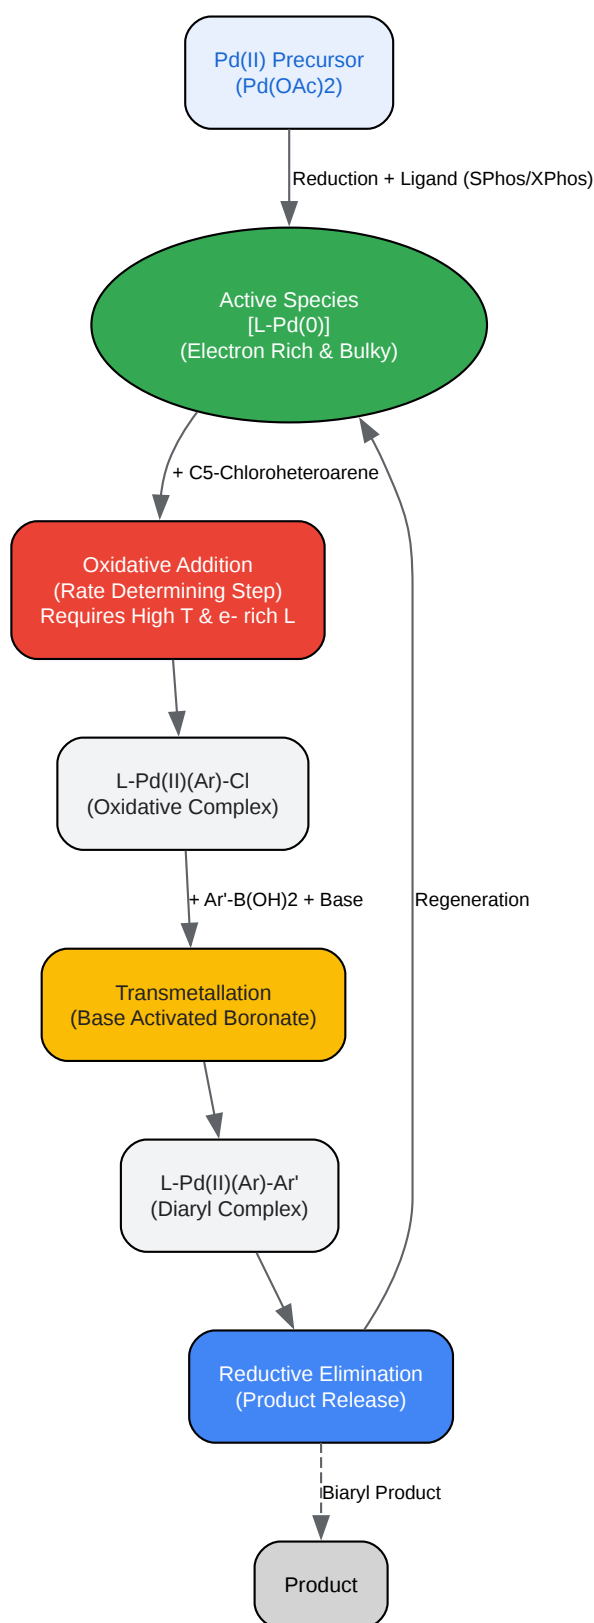 Pd(II) Precursor
(Pd(OAc)2)
Reduction + Ligand (SPhos/XPhos)
Active Species
[L-Pd(0)]
(Electron Rich & Bulky)
+ C5-Chloroheteroarene
Oxidative Addition
(Rate Determining Step)
Requires High T & e- rich L
L-Pd(II)(Ar)-Cl
(Oxidative Complex)
+ Ar'-B(OH)2 + Base
Regeneration
Transmetallation
(Base Activated Boronate)
L-Pd(II)(Ar)-Ar'
(Diaryl Complex)
Reductive Elimination
(Product Release)
Biaryl Product
Product